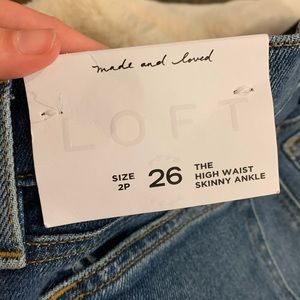 made and loved
LOFT
SIZE
2P
26
THE
HIGH WAIST
SKINNY ANKLE